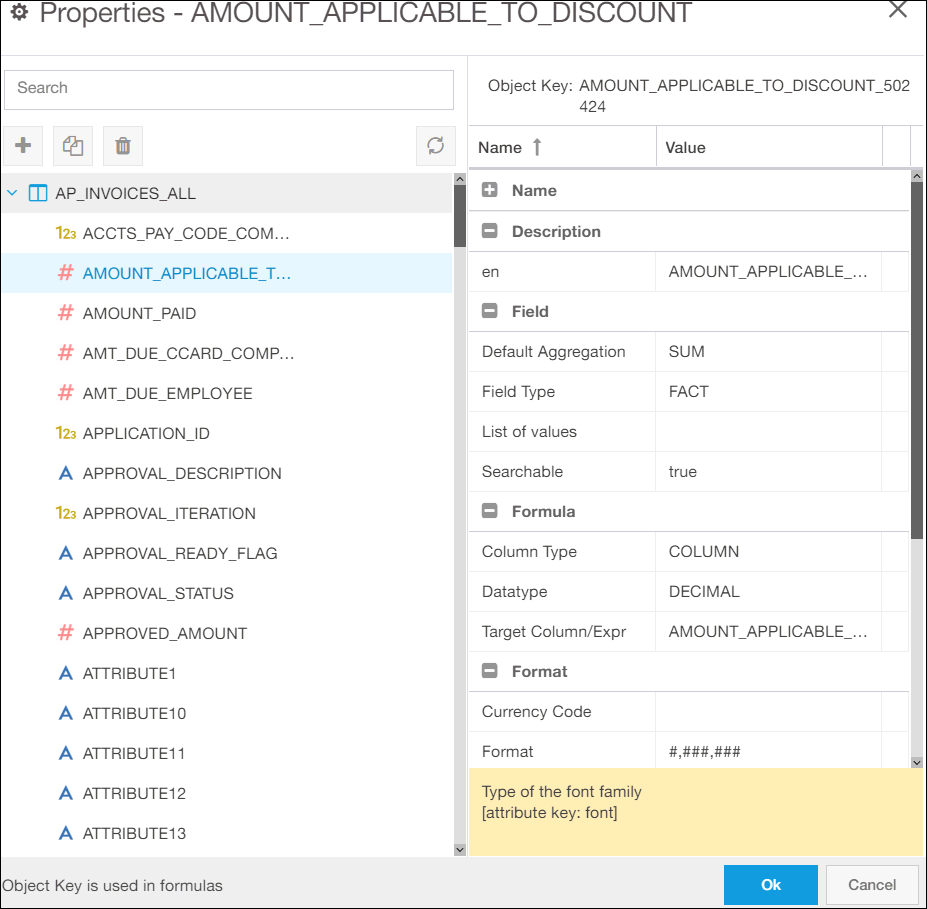 Properties - AMOUNT_APPLICABLE_TO_DISCOUNT
Search
AP_INVOICES_ALL
123 ACCTS_PAY_CODE_COM...
# AMOUNT_APPLICABLE_T...
# AMOUNT_PAID
# AMT_DUE_CCARD_COMP...
# AMT_DUE_EMPLOYEE
123 APPLICATION_ID
A APPROVAL_DESCRIPTION
123 APPROVAL_ITERATION
A APPROVAL_READY_FLAG
A APPROVAL_STATUS
# APPROVED_AMOUNT
A ATTRIBUTE1
A ATTRIBUTE10
A ATTRIBUTE11
A ATTRIBUTE12
A ATTRIBUTE13
Object Key: AMOUNT_APPLICABLE_TO_DISCOUNT_502
424
Name ↑ Value
Name
Description
en AMOUNT_APPLICABLE_...
Field
Default Aggregation SUM
Field Type FACT
List of values
Searchable true
Formula
Column Type COLUMN
Datatype DECIMAL
Target Column/Expr AMOUNT_APPLICABLE_...
Format
Currency Code
Format #,###,###
Type of the font family
[attribute key: font]
Object Key is used in formulas
Ok Cancel